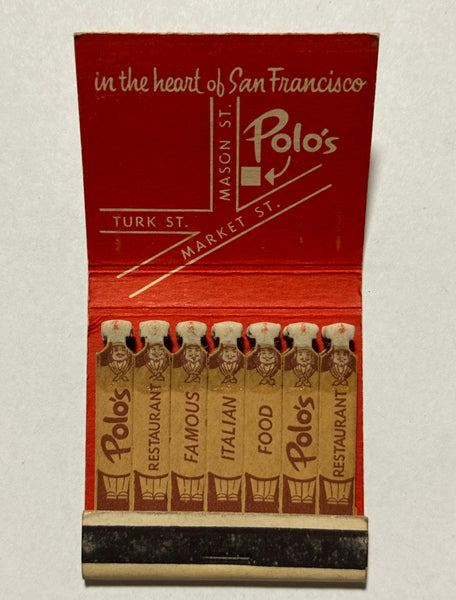 in the heart of San Francisco
MASON ST.
Polo's
TURK ST.
MARKET ST.
Polo's
RESTAURANT
FAMOUS
ITALIAN
FOOD
Polo's
RESTAURANT